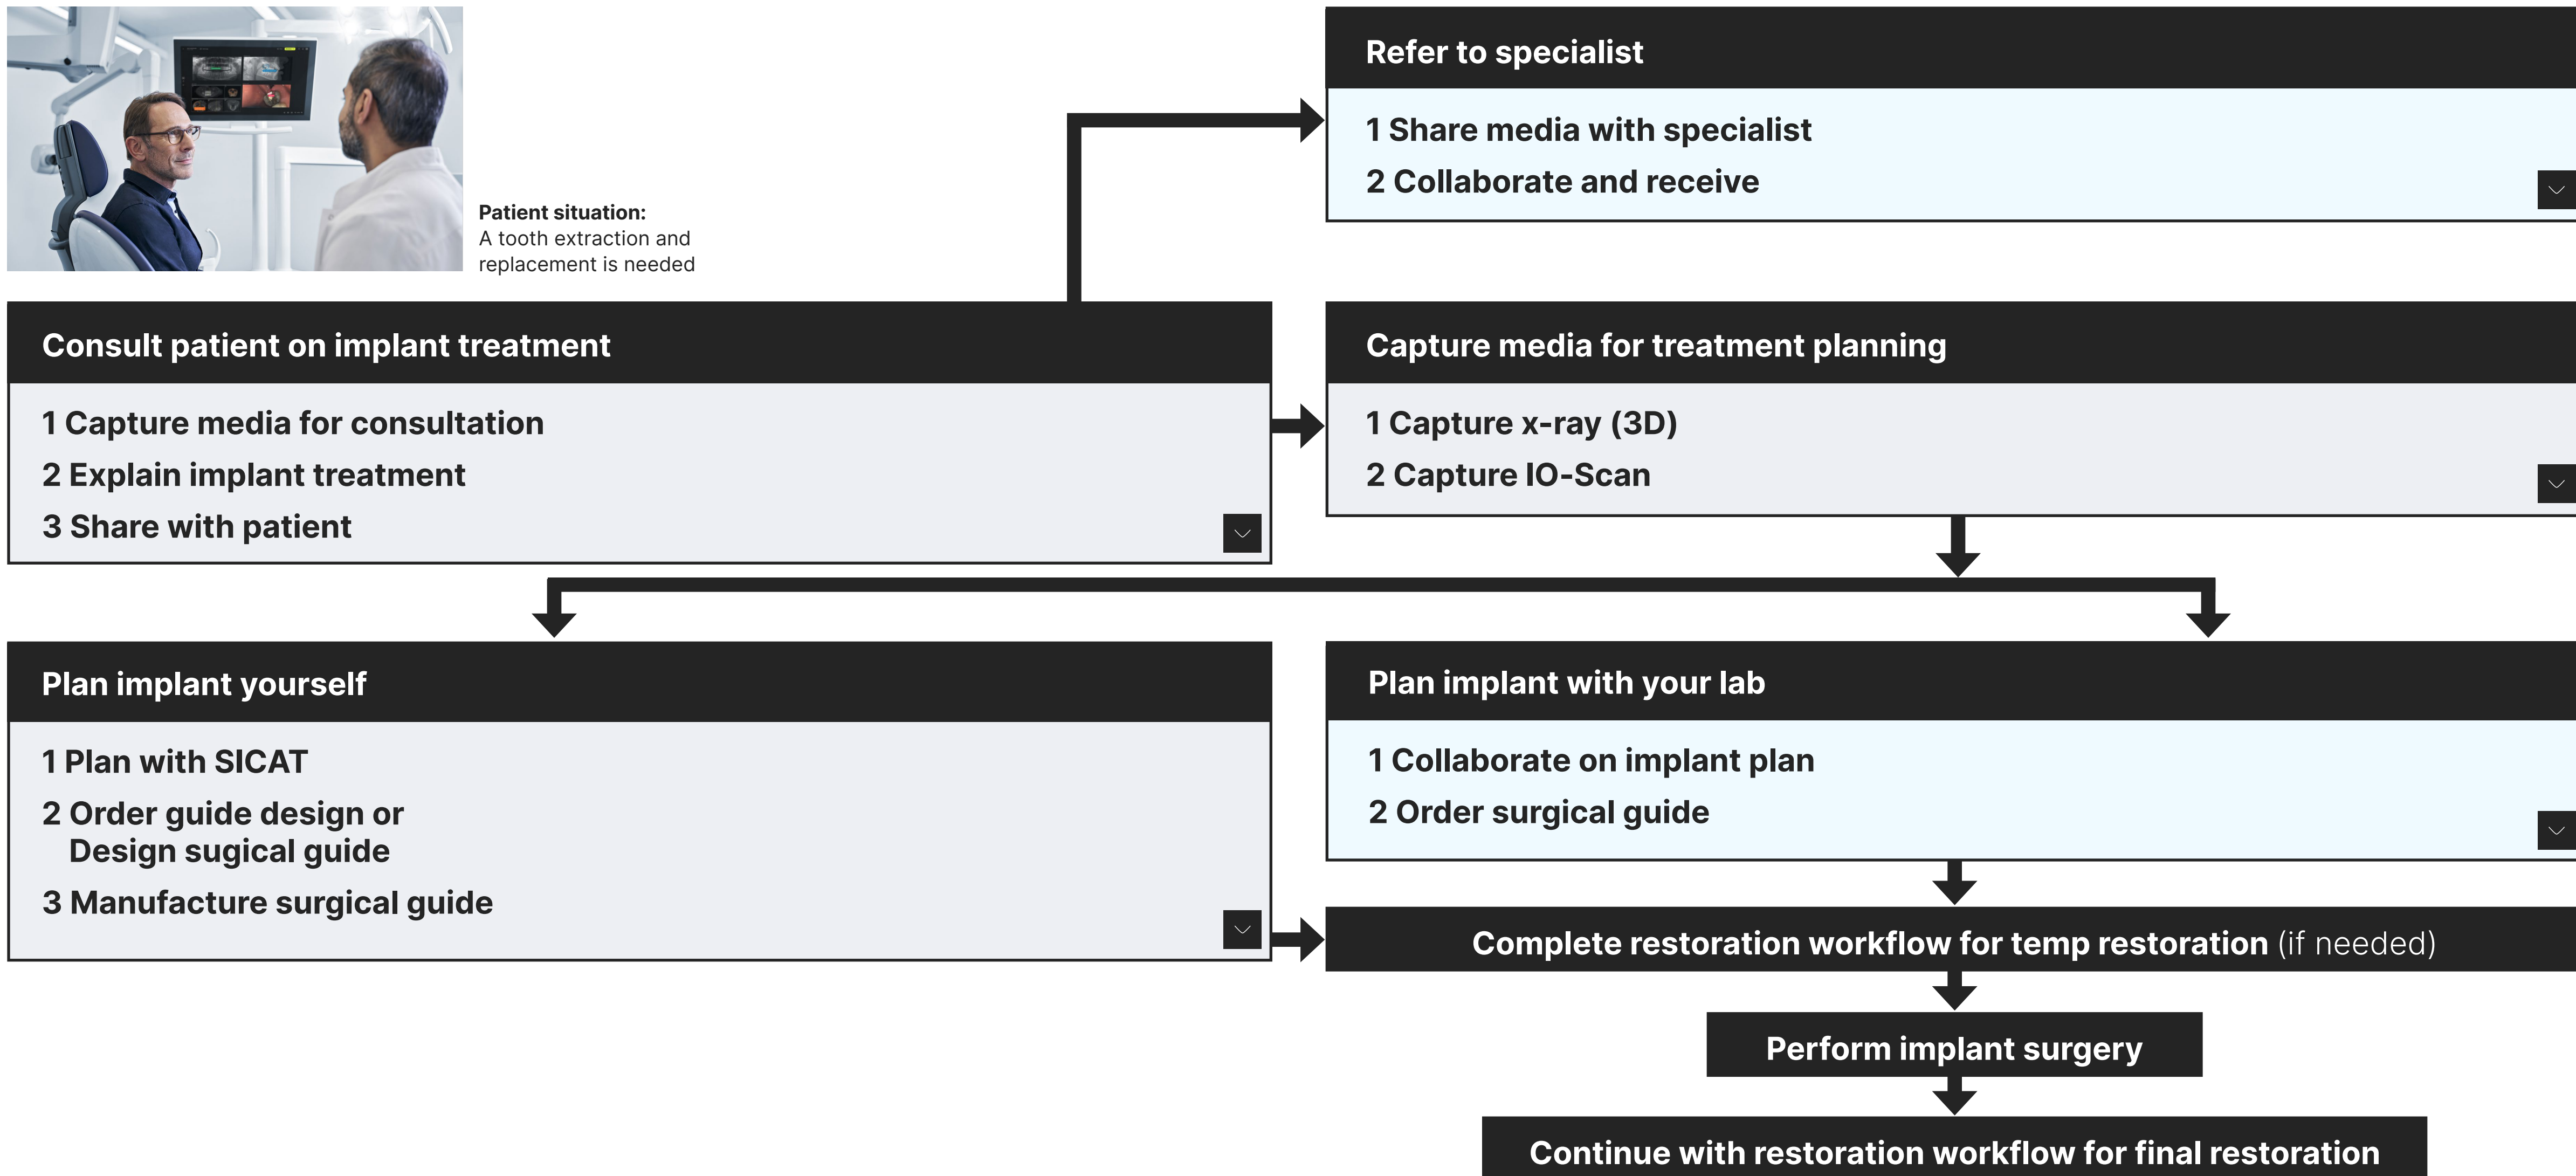 Patient situation:
A tooth extraction and
replacement is needed
Refer to specialist
1 Share media with specialist
2 Collaborate and receive
Consult patient on implant treatment
1 Capture media for consultation
2 Explain implant treatment
3 Share with patient
Capture media for treatment planning
1 Capture x-ray (3D)
2 Capture IO-Scan
Plan implant yourself
1 Plan with SICAT
2 Order guide design or
Design sugical guide
3 Manufacture surgical guide
Plan implant with your lab
1 Collaborate on implant plan
2 Order surgical guide
Complete restoration workflow for temp restoration (if needed)
Perform implant surgery
Continue with restoration workflow for final restoration